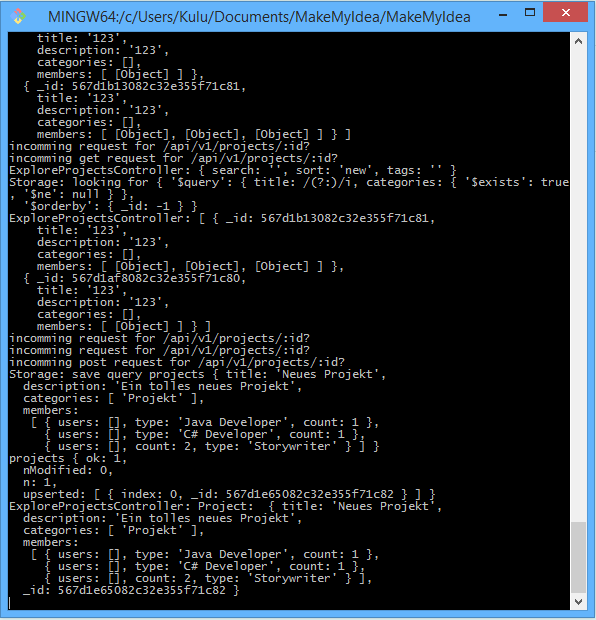 MINGW64:/c/Users/Kulu/Documents/MakeMyIdea/MakeMyIdea
title: '123',
description: '123',
categories: [],
members: [ [Object] ] },
{ _id: 567d1b13082c32e355f71c81,
title: '123',
description: '123',
categories: [],
members: [ [Object], [Object], [Object] ] } ]
incomming request for /api/v1/projects/:id?
incomming get request for /api/v1/projects/:id?
ExploreProjectsController: { search: '', sort: 'new', tags: '' }
Storage: looking for { '$query': { title: /(?:)/i, categories: { '$exists': true
, '$ne': null } },
'$orderby': { _id: -1 } }
ExploreProjectsController: [ { _id: 567d1b13082c32e355f71c81,
title: '123',
description: '123',
categories: [],
members: [ [Object], [Object], [Object] ] },
{ _id: 567d1af8082c32e355f71c80,
title: '123',
description: '123',
categories: [],
members: [ [Object] ] } ]
incomming request for /api/v1/projects/:id?
incomming request for /api/v1/projects/:id?
incomming post request for /api/v1/projects/:id?
Storage: save query projects { title: 'Neues Projekt',
description: 'Ein tolles neues Projekt',
categories: [ 'Projekt' ],
members:
[ { users: [], type: 'Java Developer', count: 1 },
{ users: [], type: 'C# Developer', count: 1 },
{ users: [], count: 2, type: 'Storywriter' } ] }
projects { ok: 1,
nModified: 0,
n: 1,
upserted: [ { index: 0, _id: 567d1e65082c32e355f71c82 } ] }
ExploreProjectsController: Project:  { title: 'Neues Projekt',
description: 'Ein tolles neues Projekt',
categories: [ 'Projekt' ],
members:
[ { users: [], type: 'Java Developer', count: 1 },
{ users: [], type: 'C# Developer', count: 1 },
{ users: [], count: 2, type: 'Storywriter' } ],
_id: 567d1e65082c32e355f71c82 }